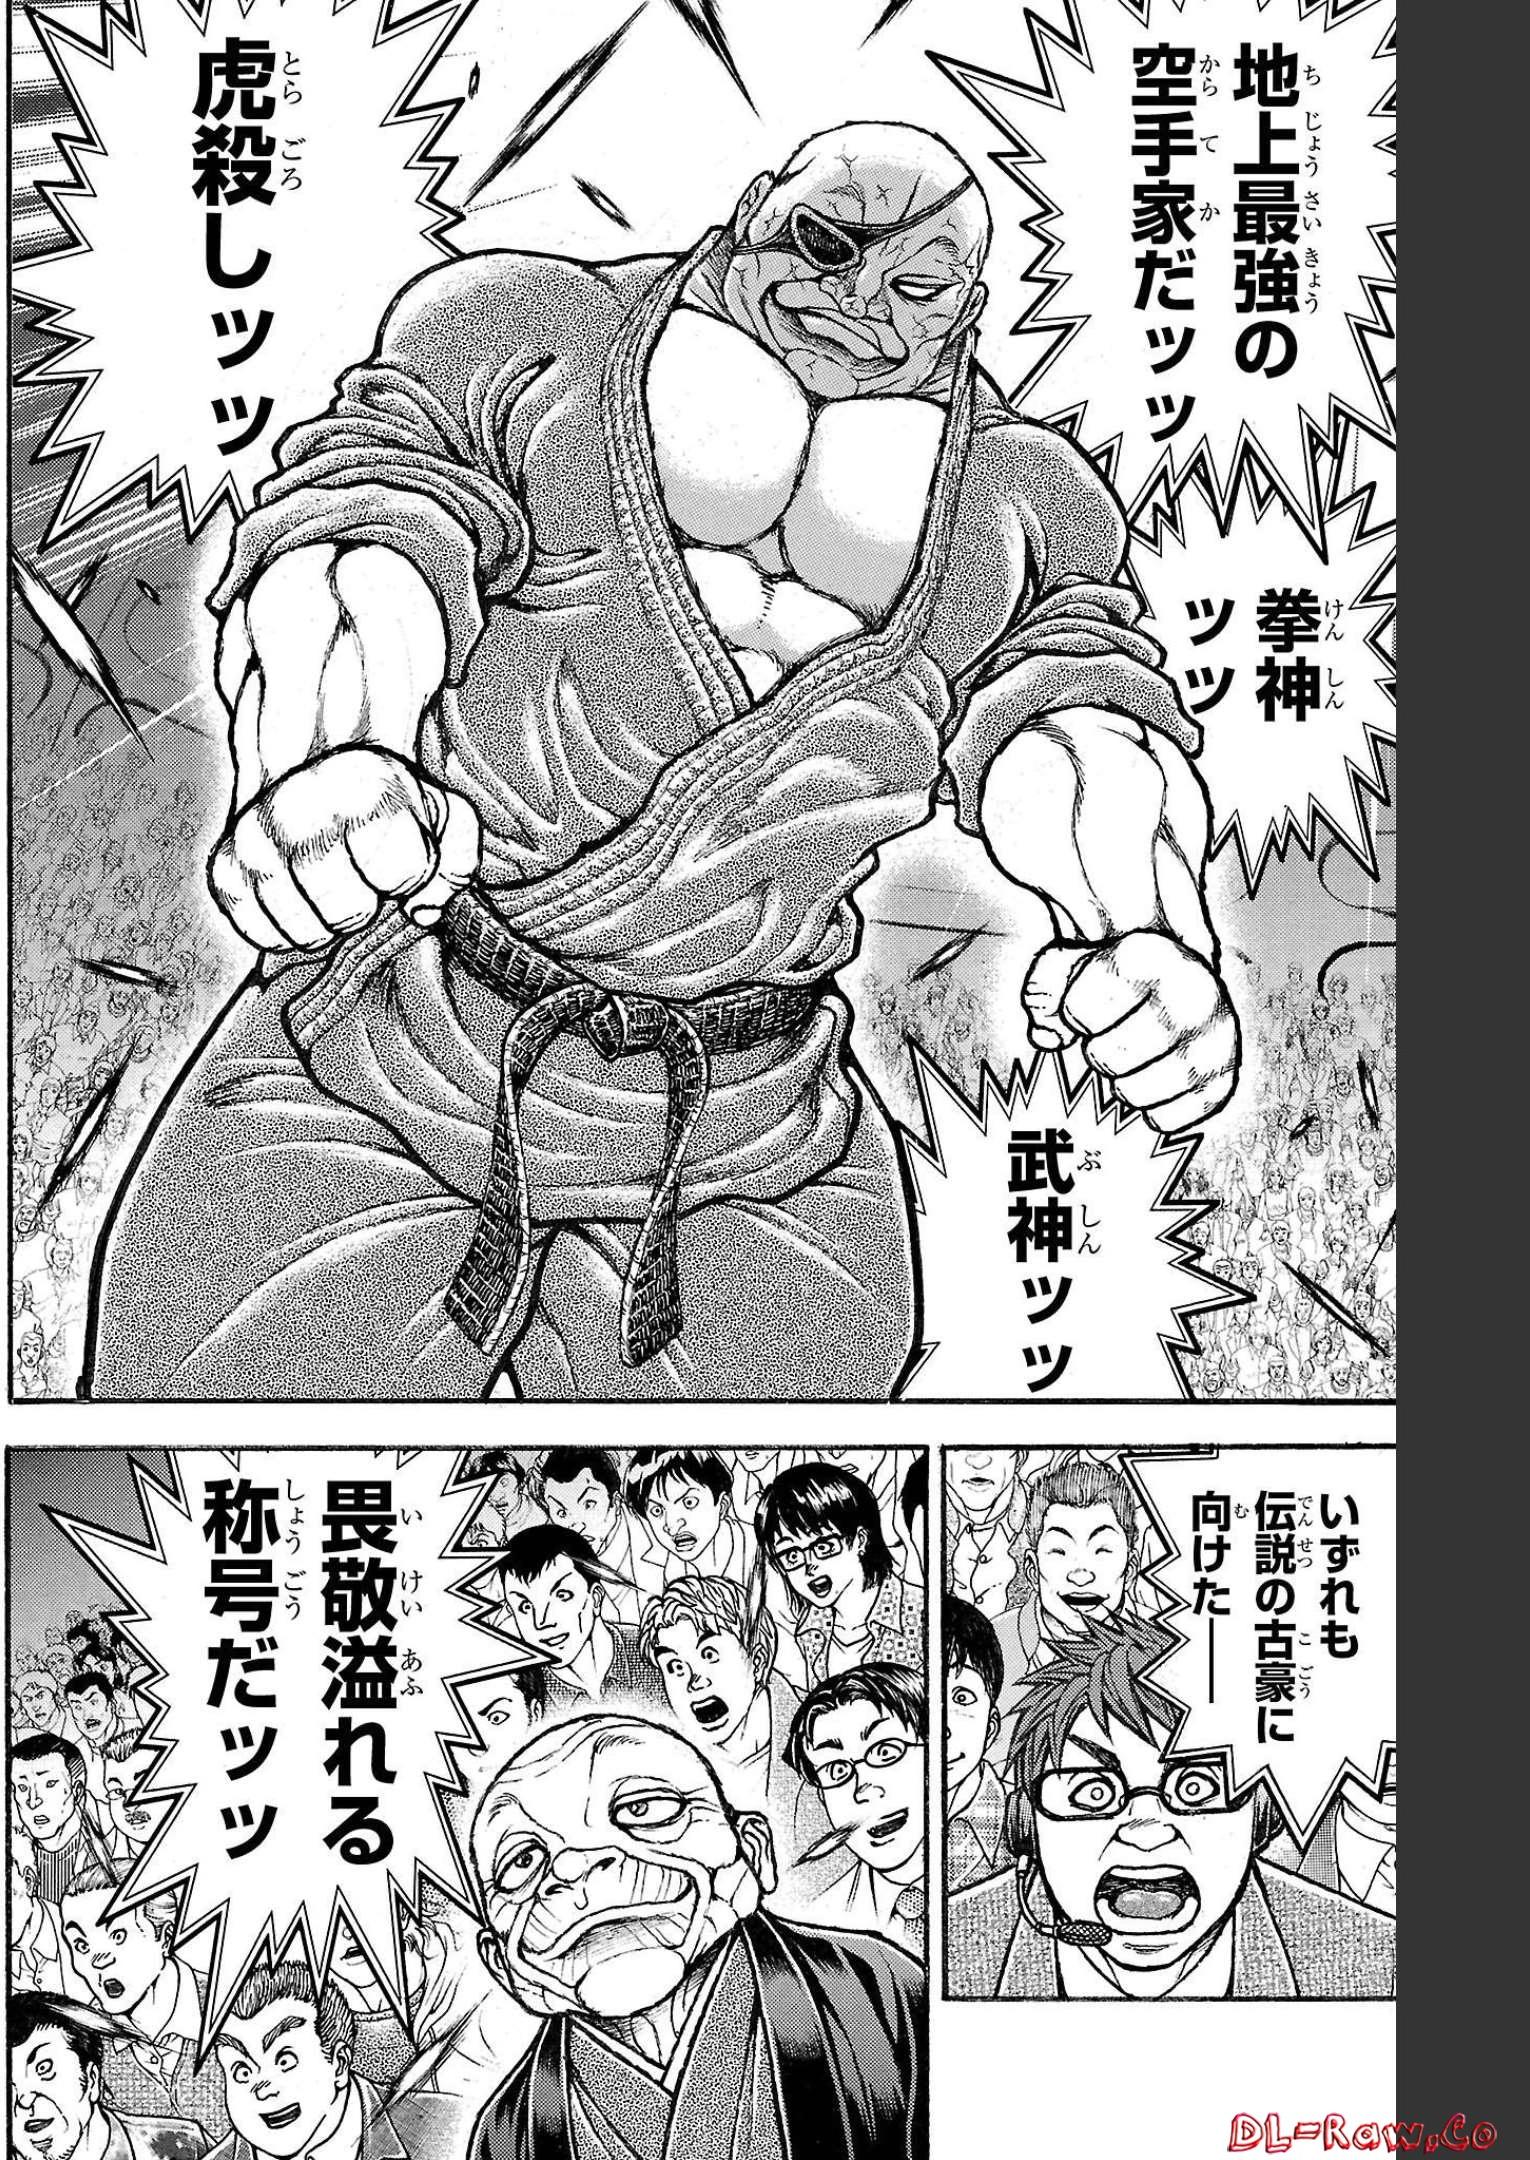 地上最強の
空手家だッッ
拳神
ッッ
虎殺しッッ
武神ッッ
いずれも
伝説の古豪に
向けた――
畏敬溢れる
称号だッッ
DL-Raw.Co